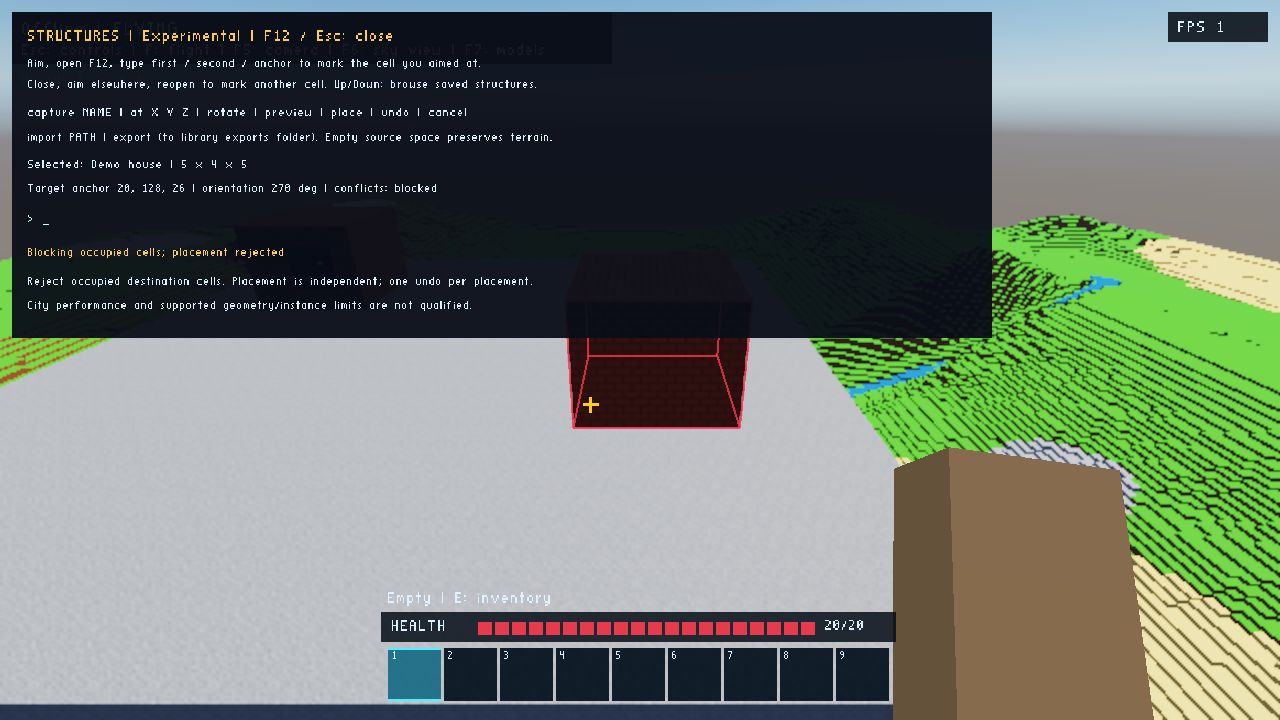 STRUCTURES | Experimental | F12 / Esc: close
FPS 1
Aim, open F12, type first / second / anchor to mark the cell you aimed at.
Close, aim elsewhere, reopen to mark another cell. Up/Down: browse saved structures.
capture NAME | at X Y Z | rotate | preview | place | undo | cancel
import PATH | export (to library exports folder). Empty source space preserves terrain.
Selected: Demo house | 5 x 4 x 5
Target anchor 20, 128, 26 | orientation 270 deg | conflicts: blocked
> _
Blocking occupied cells; placement rejected
Reject occupied destination cells. Placement is independent; one undo per placement.
City performance and supported geometry/instance limits are not qualified.
Empty | E: inventory
HEALTH 20/20
1 2 3 4 5 6 7 8 9